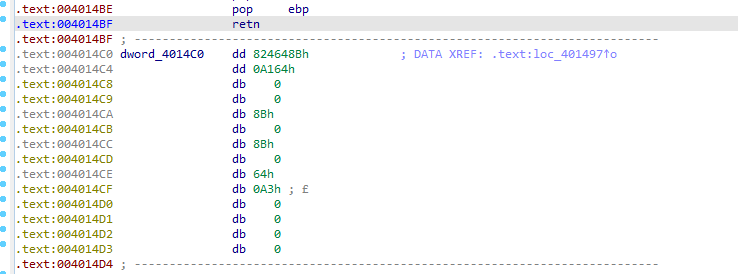 .text:004014BE pop ebp
.text:004014BF retn
.text:004014BF ; ---------------------------------------------------------------------------
.text:004014C0 dword_4014C0 dd 824648Bh ; DATA XREF: .text:loc_401497↑o
.text:004014C4 dd 0A164h
.text:004014C8 db 0
.text:004014C9 db 0
.text:004014CA db 8Bh
.text:004014CB db 0
.text:004014CC db 8Bh
.text:004014CD db 0
.text:004014CE db 64h
.text:004014CF db 0A3h ; £
.text:004014D0 db 0
.text:004014D1 db 0
.text:004014D2 db 0
.text:004014D3 db 0
.text:004014D4 ; ---------------------------------------------------------------------------